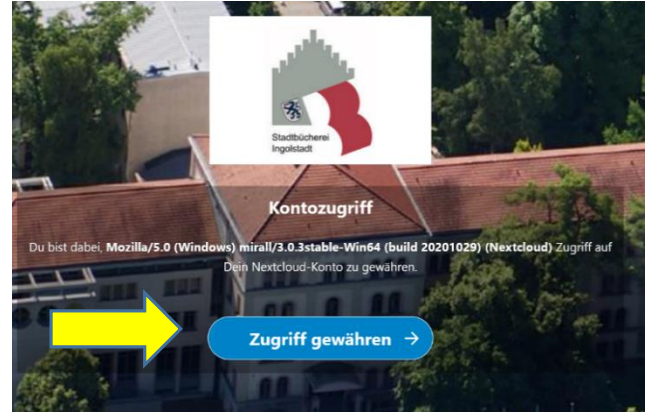 Stadtbücherei
Ingolstadt
Kontozugriff
Du bist dabei, Mozilla/5.0 (Windows) mirall/3.0.3stable-Win64 (build 20201029) (Nextcloud) Zugriff auf
Dein Nextcloud-Konto zu gewähren.
Zugriff gewähren →